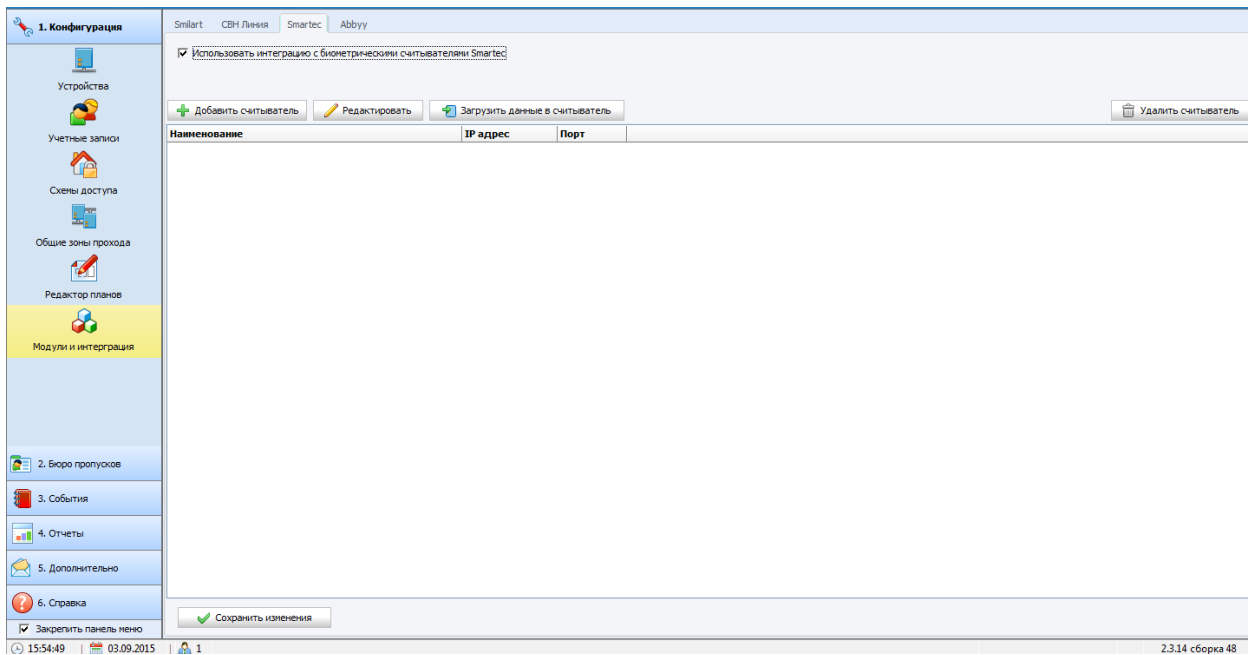 1. Конфигурация
Устройства
Учетные записи
Схемы доступа
Общие зоны прохода
Редактор планов
Модули и интерграция
2. Бюро пропусков
3. События
4. Отчеты
5. Дополнительно
6. Справка
Закрепить панель меню
Smilart СВН Линия Smartec Abbyy
Использовать интеграцию с биометрическими считывателями Smartec
Добавить считыватель Редактировать Загрузить данные в считыватель Удалить считыватель
Наименование IP адрес Порт
Сохранить изменения
15:54:49 03.09.2015 1 2.3.14 сборка 48